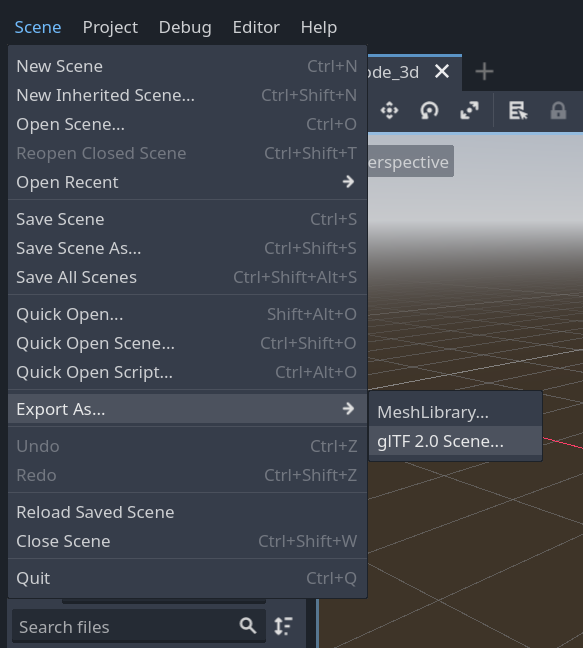 Scene Project Debug Editor Help
New Scene Ctrl+N
New Inherited Scene... Ctrl+Shift+N
Open Scene... Ctrl+O
Reopen Closed Scene Ctrl+Shift+T
Open Recent
Save Scene Ctrl+S
Save Scene As... Ctrl+Shift+S
Save All Scenes Ctrl+Shift+Alt+S
Quick Open... Shift+Alt+O
Quick Open Scene... Ctrl+Shift+O
Quick Open Script... Ctrl+Alt+O
Export As...
Undo Ctrl+Z
Redo Ctrl+Shift+Z
Reload Saved Scene
Close Scene Ctrl+Shift+W
Quit Ctrl+Q
ode_3d
erspective
MeshLibrary...
glTF 2.0 Scene...
Search files